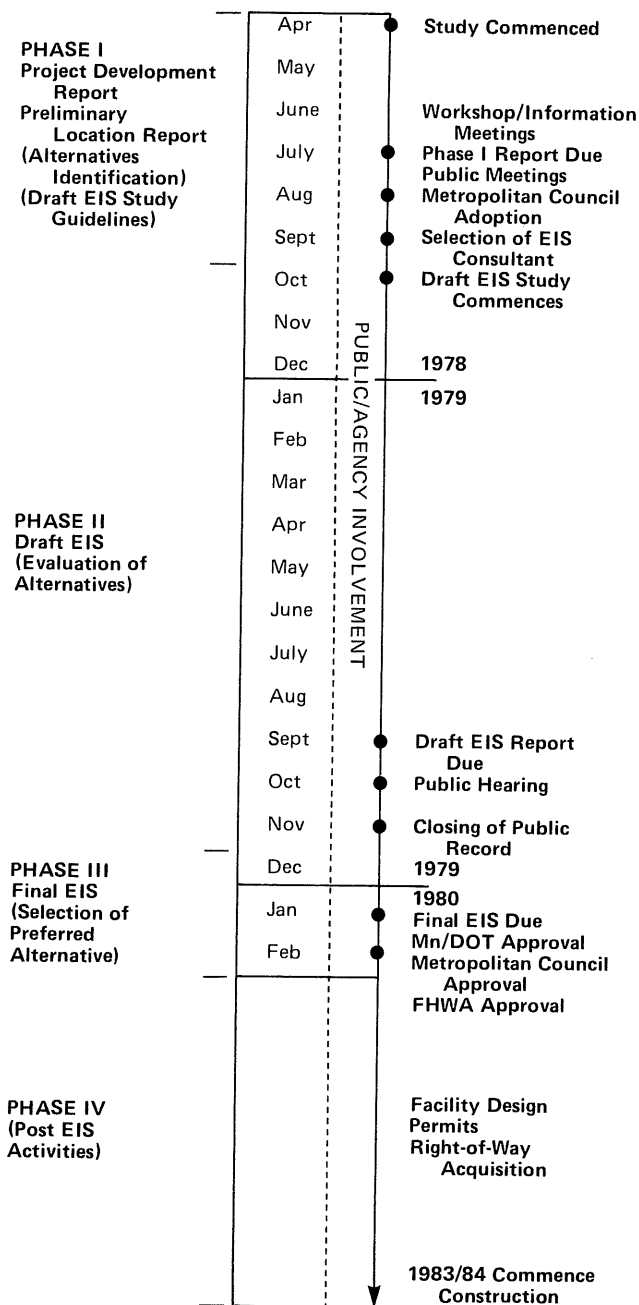 Apr
Study Commenced
PHASE I
Project Development
Report
Preliminary
Location Report
(Alternatives
Identification)
(Draft EIS Study
Guidelines)
May
June
Workshop/Information
Meetings
July
Phase I Report Due
Public Meetings
Aug
Metropolitan Council
Adoption
Sept
Selection of EIS
Consultant
Oct
Draft EIS Study
Commences
Nov
Dec
1978
PUBLIC/AGENCY INVOLVEMENT
Jan
1979
Feb
Mar
PHASE II
Draft EIS
(Evaluation of
Alternatives)
Apr
May
June
July
Aug
Sept
Draft EIS Report
Due
Oct
Public Hearing
Nov
Closing of Public
Record
Dec
1979
PHASE III
Final EIS
(Selection of
Preferred
Alternative)
1980
Jan
Final EIS Due
Mn/DOT Approval
Feb
Metropolitan Council
Approval
FHWA Approval
PHASE IV
(Post EIS
Activities)
Facility Design
Permits
Right-of-Way
Acquisition
1983/84 Commence
Construction